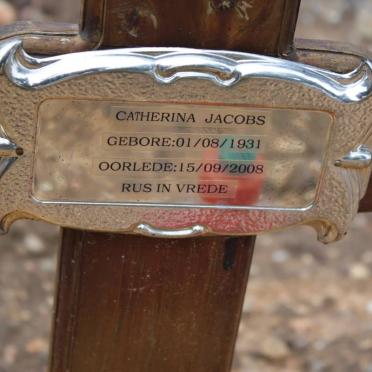 CATHERINA JACOBS
GEBORE:01/08/1931
OORLEDE:15/09/2008
RUS IN VREDE